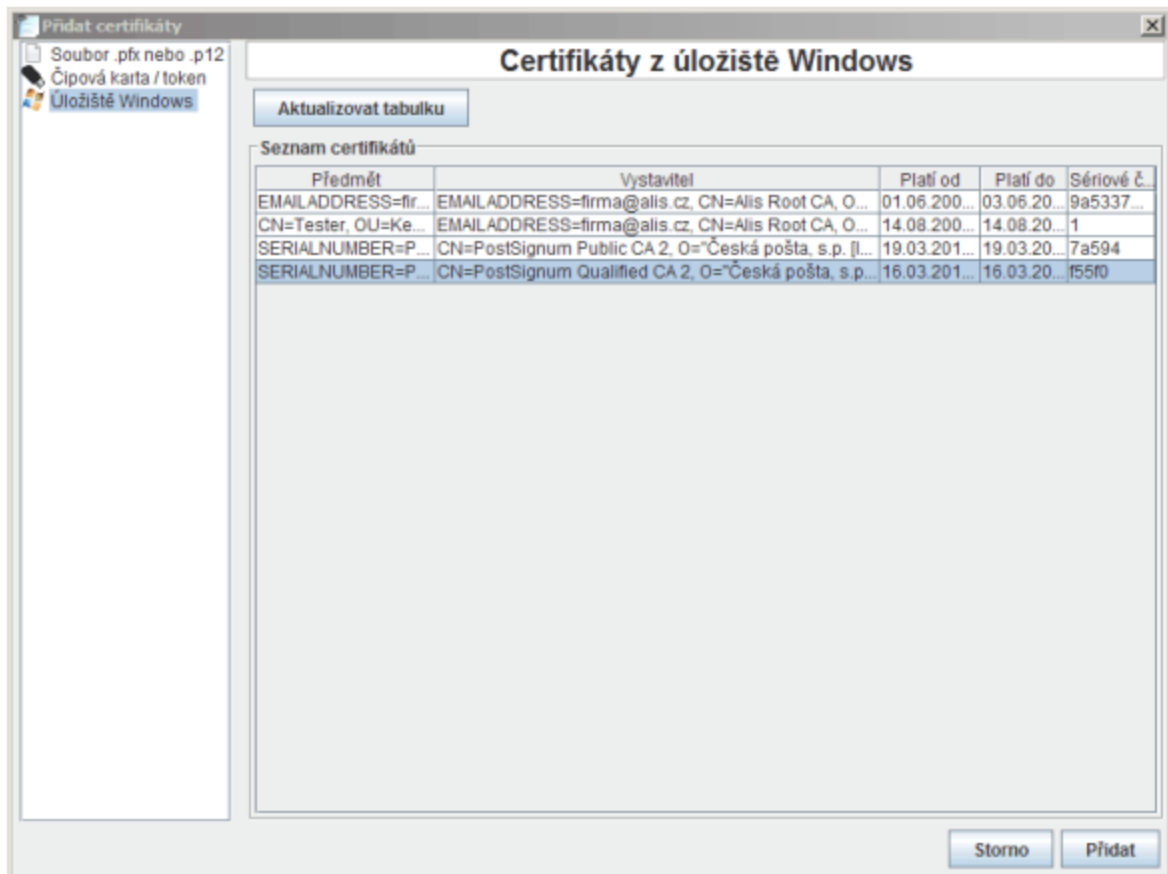 Přidat certifikáty
Soubor .pfx nebo .p12
Čipová karta / token
Úložiště Windows
Certifikáty z úložiště Windows
Aktualizovat tabulku
Seznam certifikátů
Předmět Vystavitel Platí od Platí do Sériové č...
EMAILADDRESS=fir... EMAILADDRESS=firma@alis.cz, CN=Alis Root CA, O... 01.06.200... 03.06.20... 9a5337...
CN=Tester, OU=Ke... EMAILADDRESS=firma@alis.cz, CN=Alis Root CA, O... 14.08.200... 14.08.20... 1
SERIALNUMBER=P... CN=PostSignum Public CA 2, O="Česká pošta, s.p. [I... 19.03.201... 19.03.20... 7a594
SERIALNUMBER=P... CN=PostSignum Qualified CA 2, O="Česká pošta, s.p... 16.03.201... 16.03.20... f55f0
Storno Přidat